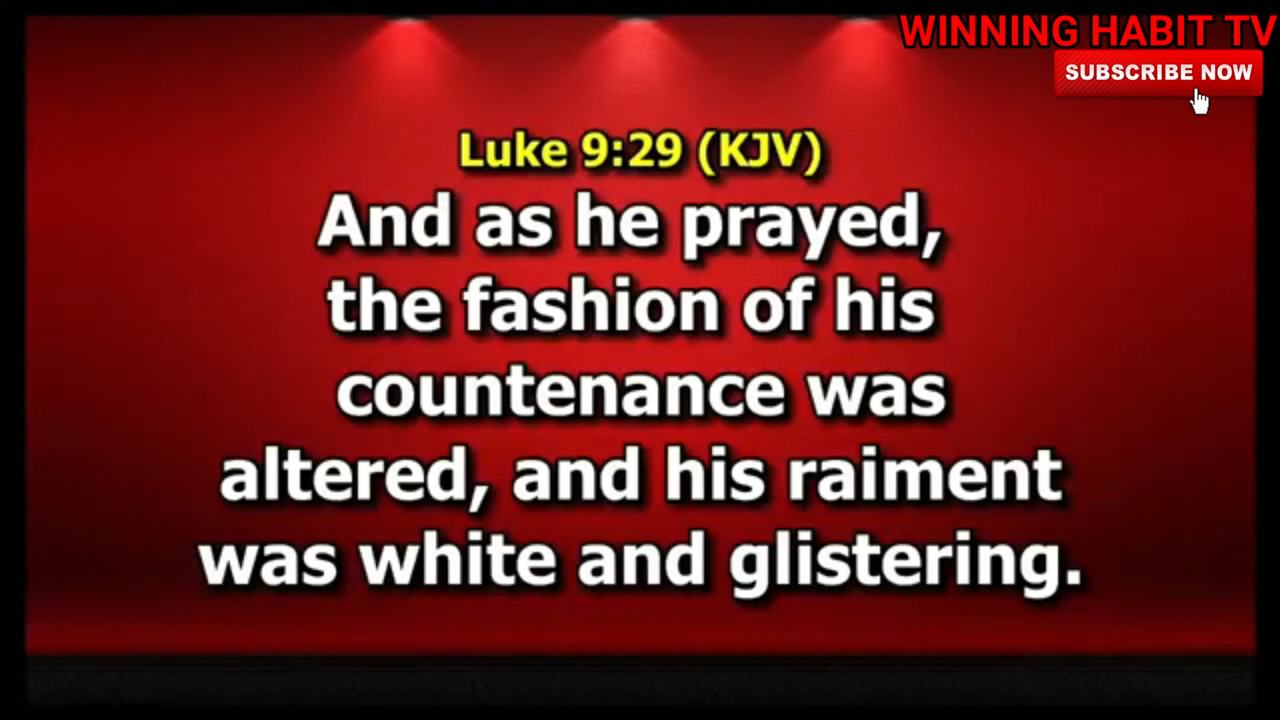 WINNING HABIT TV
SUBSCRIBE NOW
Luke 9:29 (KJV)
And as he prayed,
the fashion of his
countenance was
altered, and his raiment
was white and glistering.